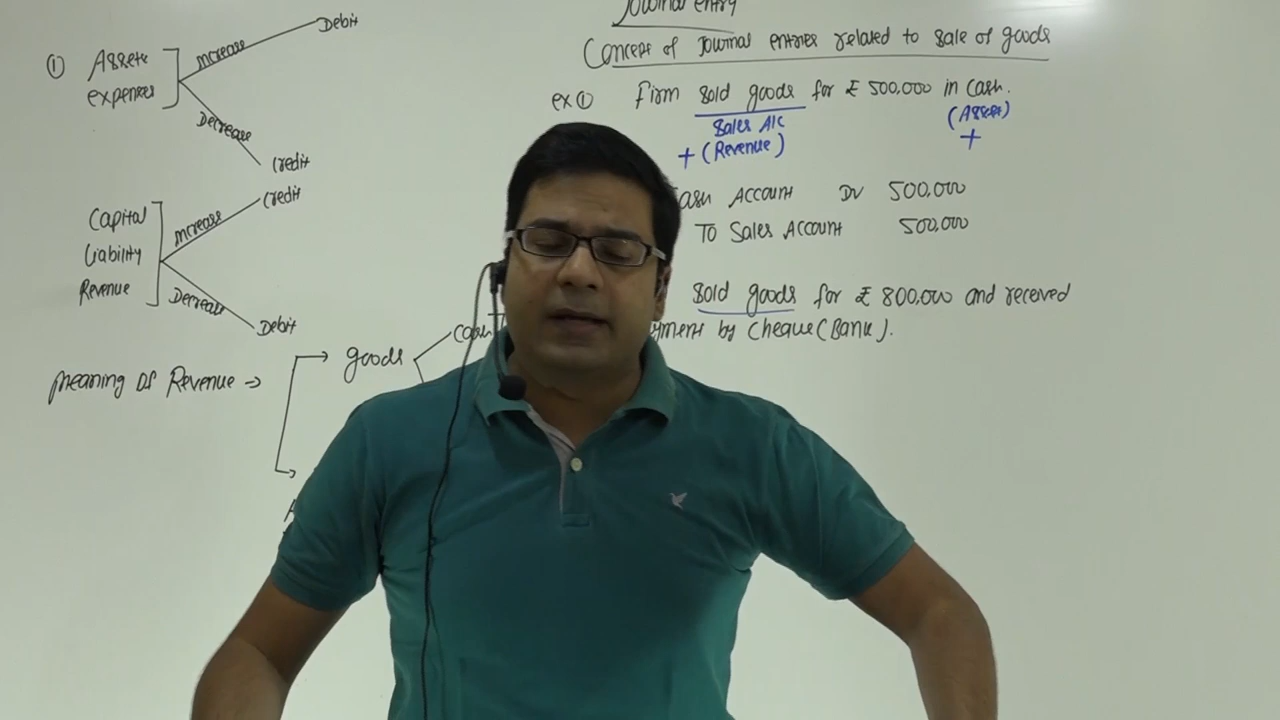 ① Assets
expenses
Increase
Debit
Decrease
Credit
Capital
Liability
Revenue
Increase
Credit
Decrease
Debit
Meaning of Revenue →
goods
Cash
Journal entry
Concept of Journal entries related to sale of goods
ex ① Firm sold goods for ₤ 500,000 in cash.
Sales A/c
(Asset)
+ (Revenue)
+
ash Account Dr 500,000
To Sales Account 500,000
sold goods for ₤ 800,000 and received
yment by Cheque (Bank).